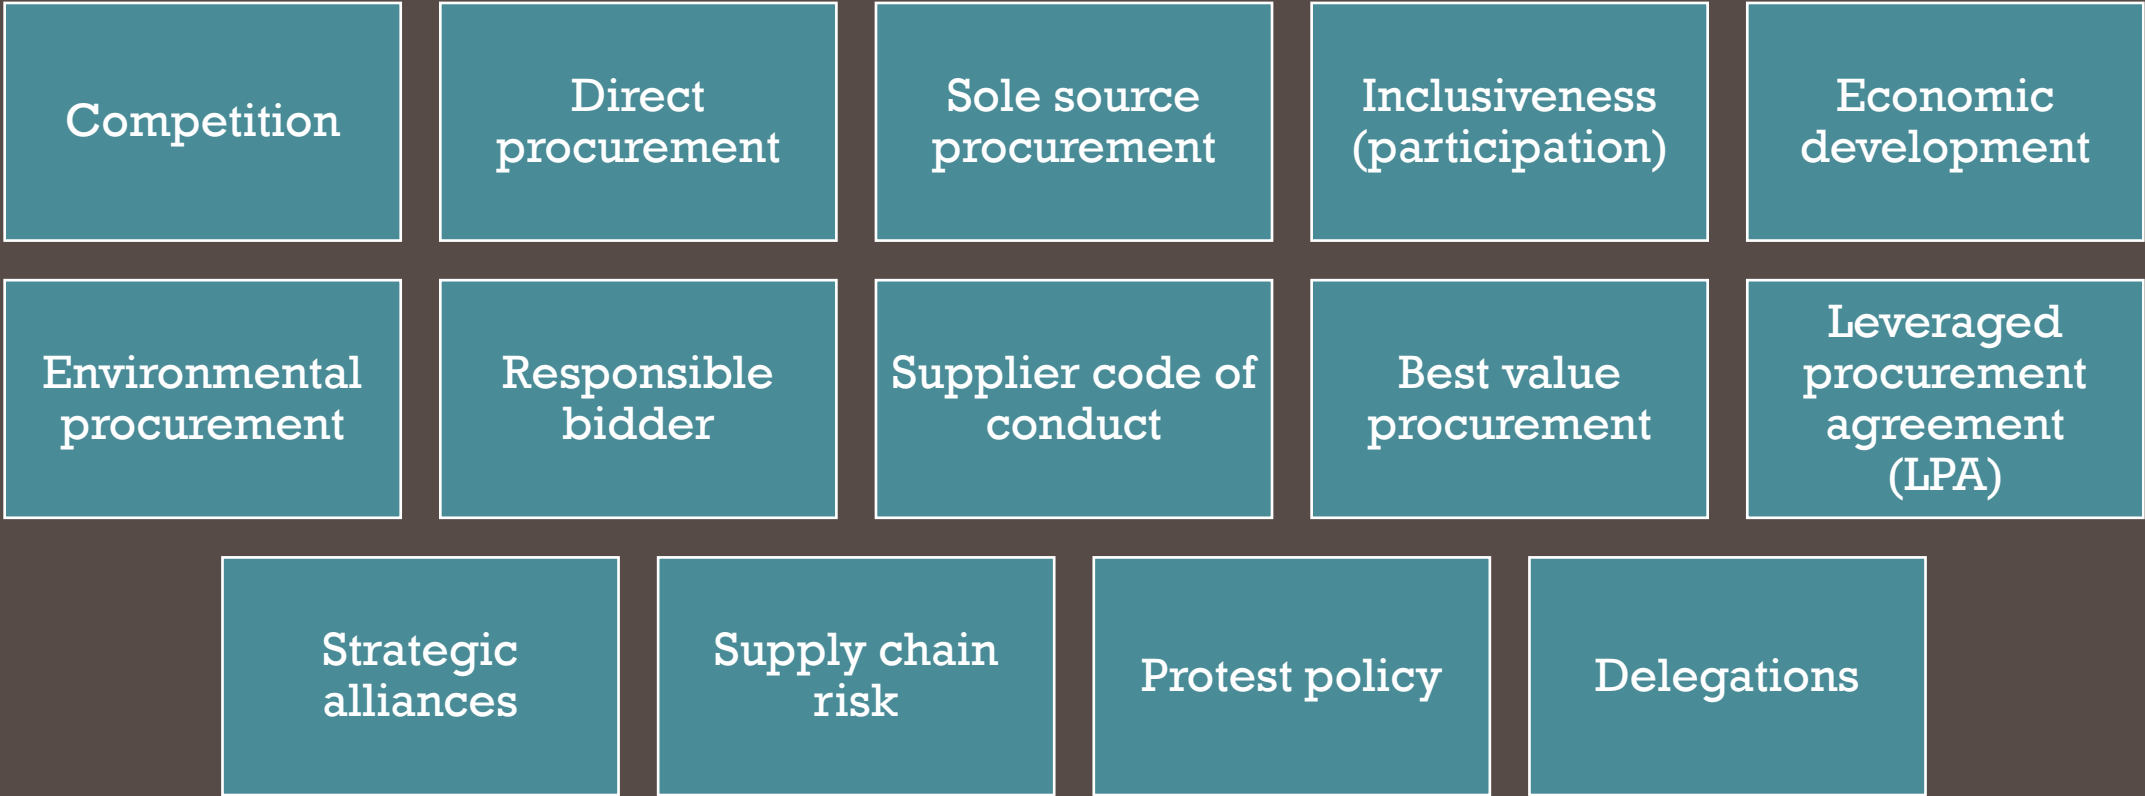 Competition
Direct
procurement
Sole source
procurement
Inclusiveness
(participation)
Economic
development
Environmental
procurement
Responsible
bidder
Supplier code of
conduct
Best value
procurement
Leveraged
procurement
agreement
(LPA)
Strategic
alliances
Supply chain
risk
Protest policy
Delegations